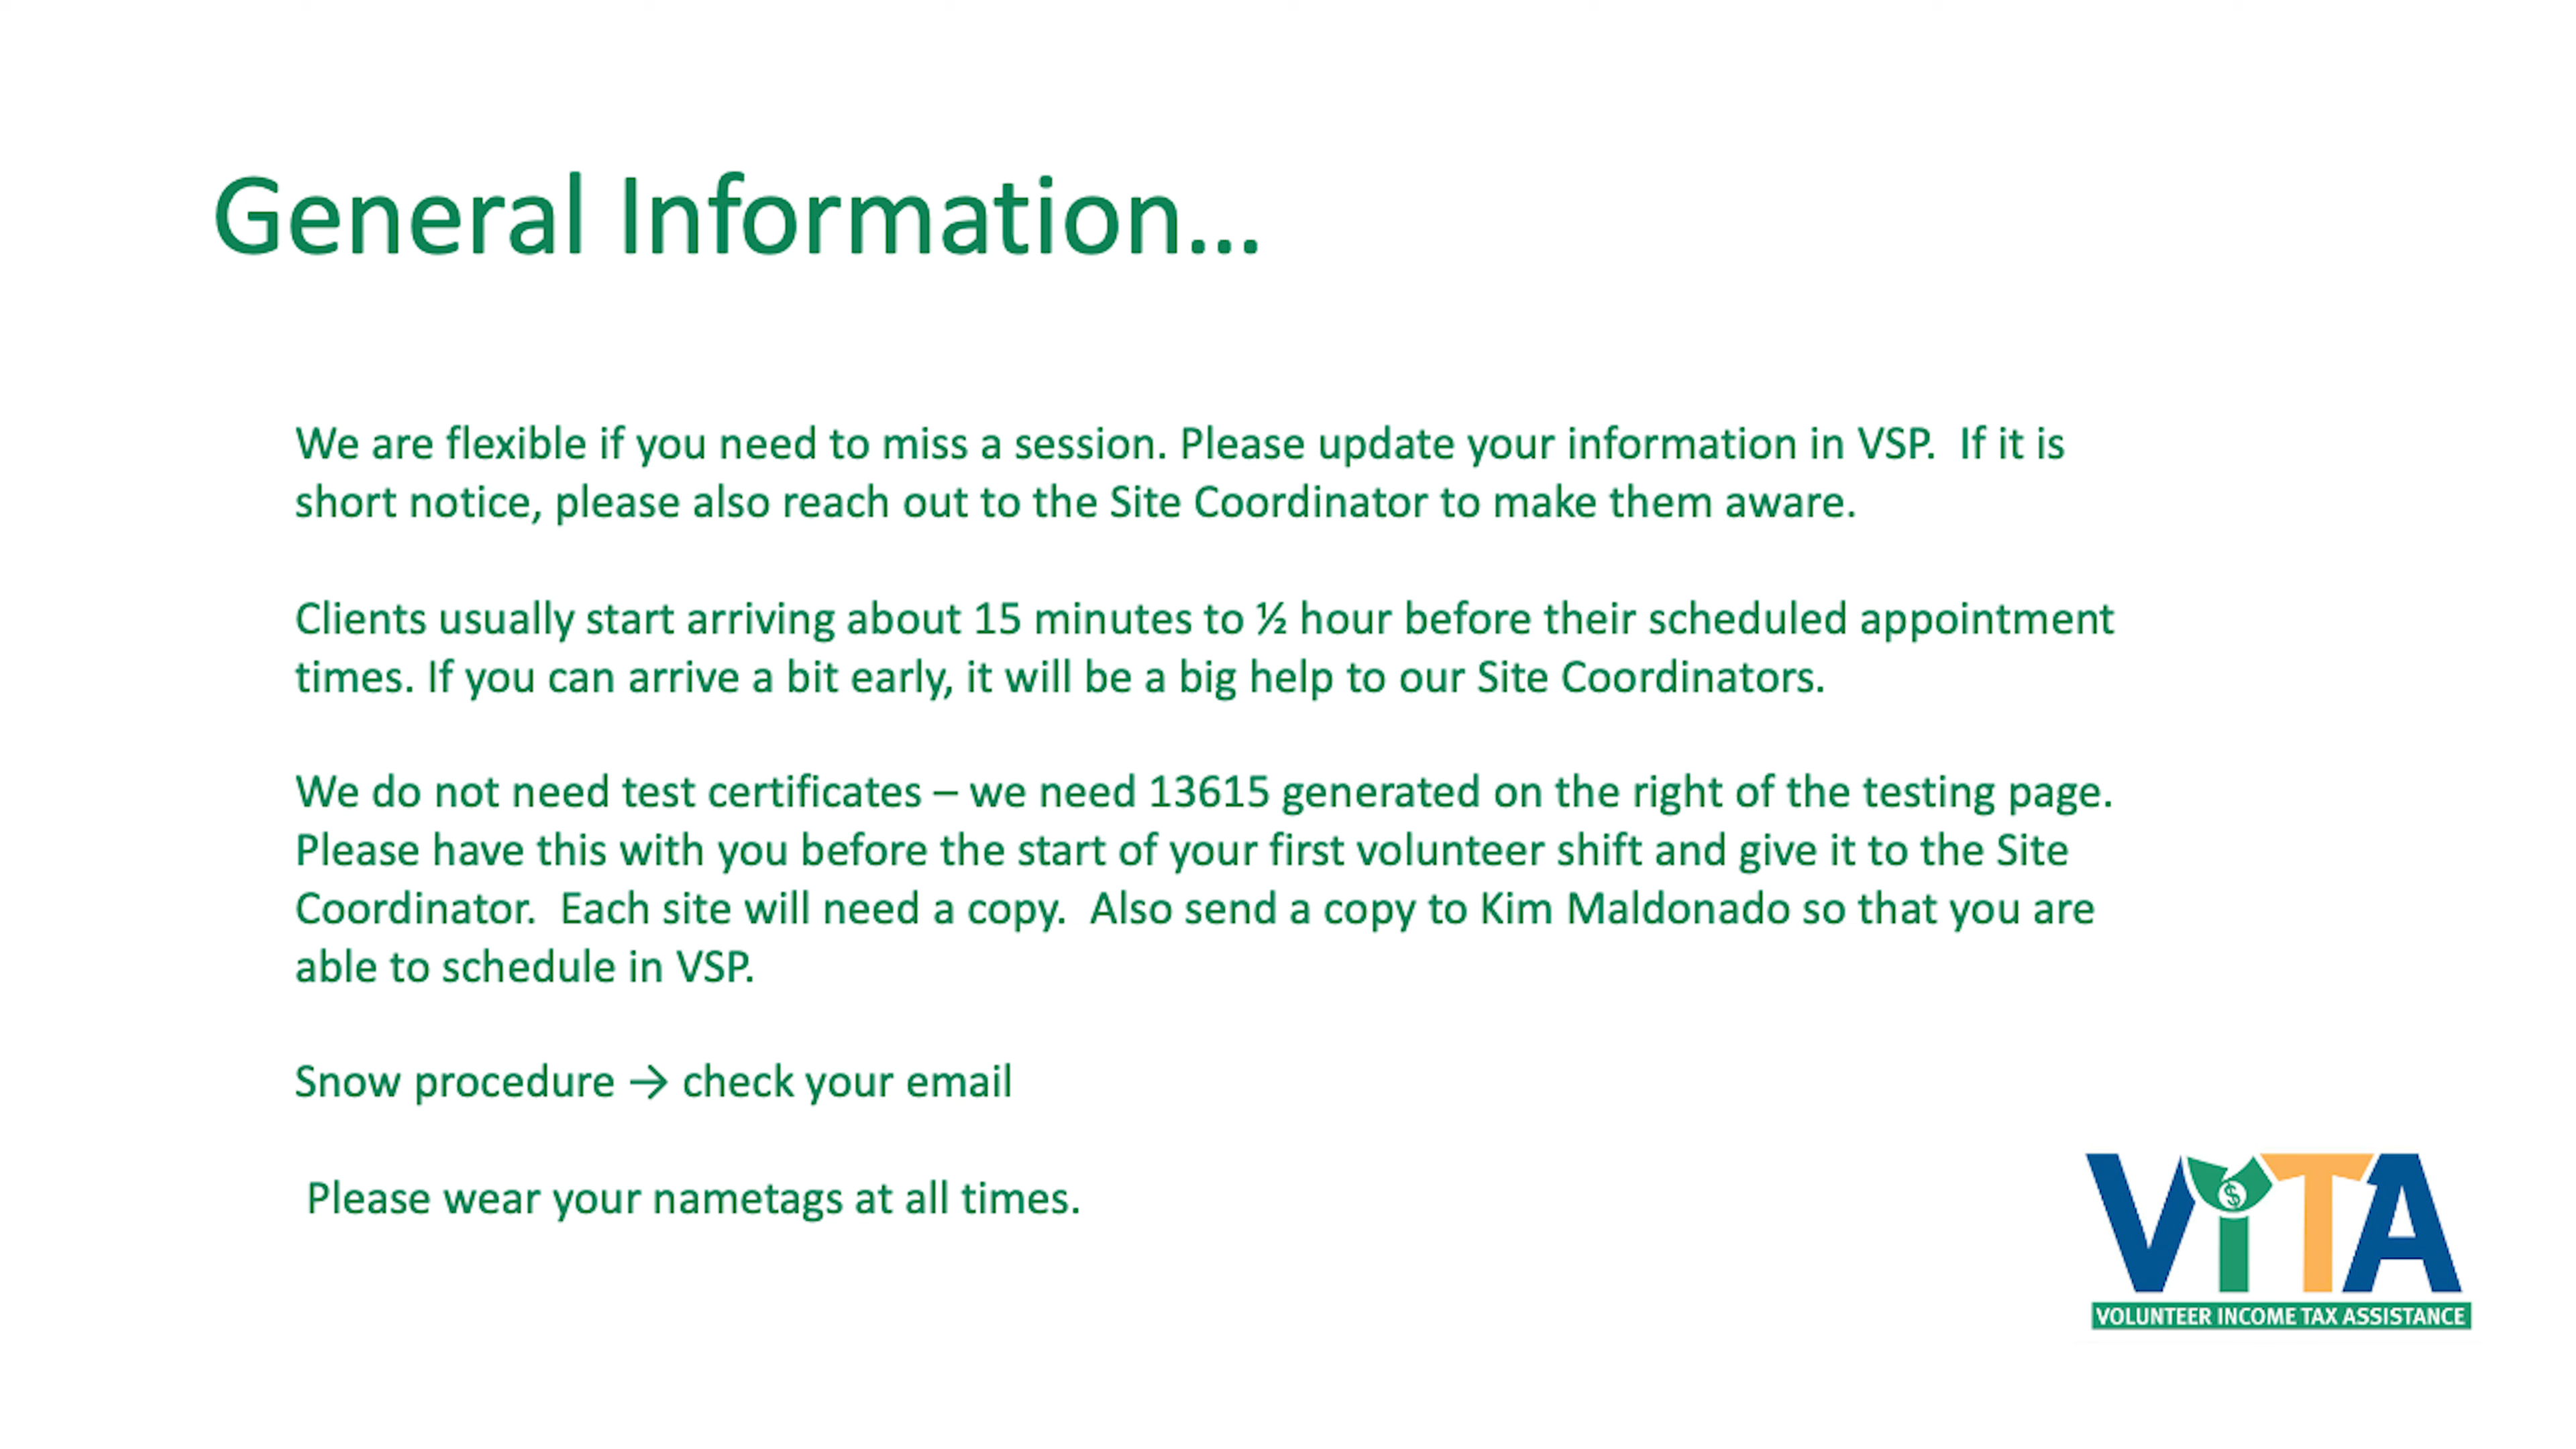 General Information...
We are flexible if you need to miss a session. Please update your information in VSP.  If it is
short notice, please also reach out to the Site Coordinator to make them aware.
Clients usually start arriving about 15 minutes to ½ hour before their scheduled appointment
times. If you can arrive a bit early, it will be a big help to our Site Coordinators.
We do not need test certificates – we need 13615 generated on the right of the testing page.
Please have this with you before the start of your first volunteer shift and give it to the Site
Coordinator.  Each site will need a copy.  Also send a copy to Kim Maldonado so that you are
able to schedule in VSP.
Snow procedure → check your email
Please wear your nametags at all times.
ViTA
VOLUNTEER INCOME TAX ASSISTANCE